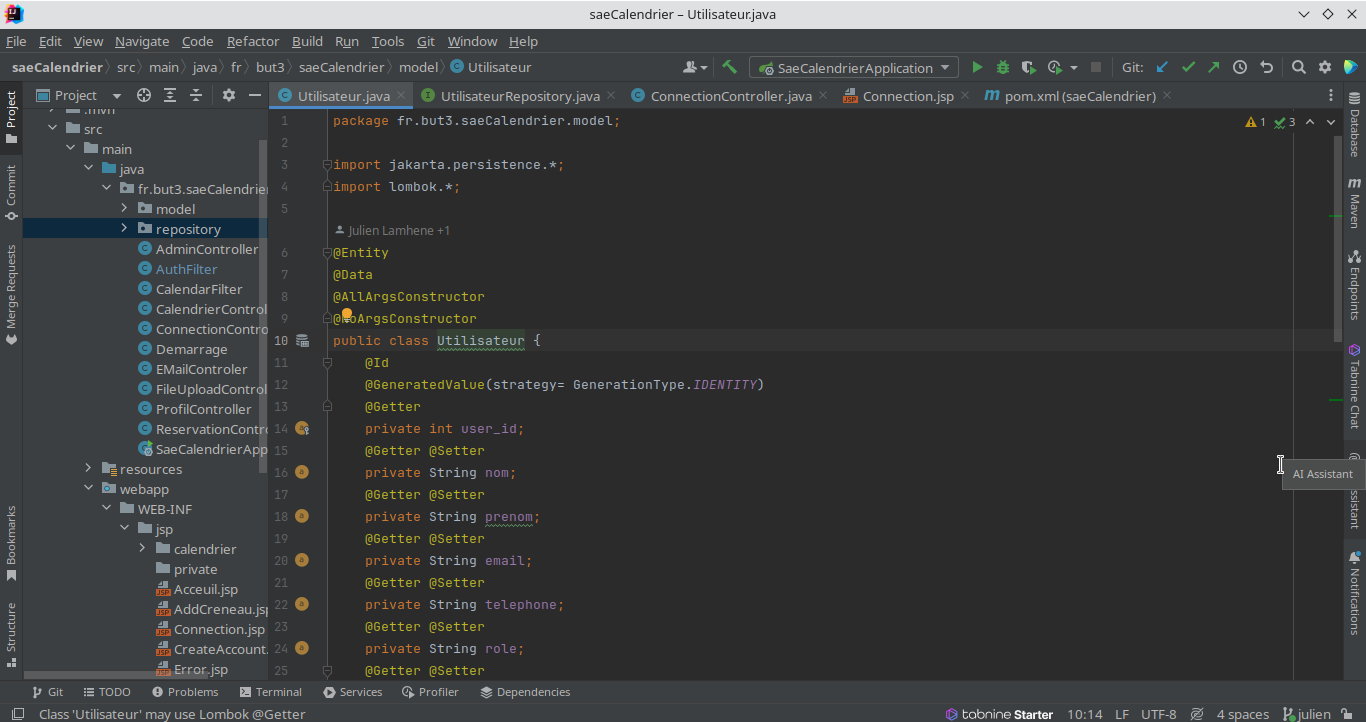 saeCalendrier – Utilisateur.java
File Edit View Navigate Code Refactor Build Run Tools Git Window Help
saeCalendrier src main java fr but3 saeCalendrier model Utilisateur
SaeCalendrierApplication
Git:
Project
Utilisateur.java UtilisateurRepository.java ConnectionController.java Connection.jsp pom.xml (saeCalendrier)
Project
Commit
Merge Requests
Bookmarks
Structure
.mvn
src
main
java
fr.but3.saeCalendrie
model
repository
AdminController
AuthFilter
CalendarFilter
CalendrierControl
ConnectionContro
Demarrage
EMailControler
FileUploadControl
ProfilController
ReservationContro
SaeCalendrierApp
resources
webapp
WEB-INF
jsp
calendrier
private
Acceuil.jsp
AddCreneau.jsp
Connection.jsp
CreateAccount.
Error.jsp
1 package fr.but3.saeCalendrier.model;
2
3 import jakarta.persistence.*;
4 import lombok.*;
5
Julien Lamhene +1
6 @Entity
7 @Data
8 @AllArgsConstructor
9 @NoArgsConstructor
10 public class Utilisateur {
11 @Id
12 @GeneratedValue(strategy= GenerationType.IDENTITY)
13 @Getter
14 private int user_id;
15 @Getter @Setter
16 private String nom;
17 @Getter @Setter
18 private String prenom;
19 @Getter @Setter
20 private String email;
21 @Getter @Setter
22 private String telephone;
23 @Getter @Setter
24 private String role;
25 @Getter @Setter
1 3
Database
Maven
Endpoints
Tabnine Chat
AI Assistant
ssistant
Notifications
Git TODO Problems Terminal Services Profiler Dependencies
Class 'Utilisateur' may use Lombok @Getter
tabnine Starter 10:14 LF UTF-8 4 spaces julien